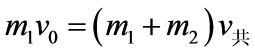 m₁v₀ = (m₁ + m₂)v共